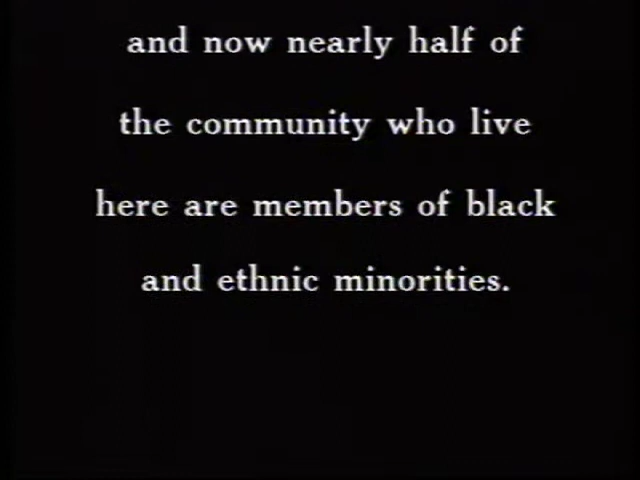 and now nearly half of
the community who live
here are members of black
and ethnic minorities.